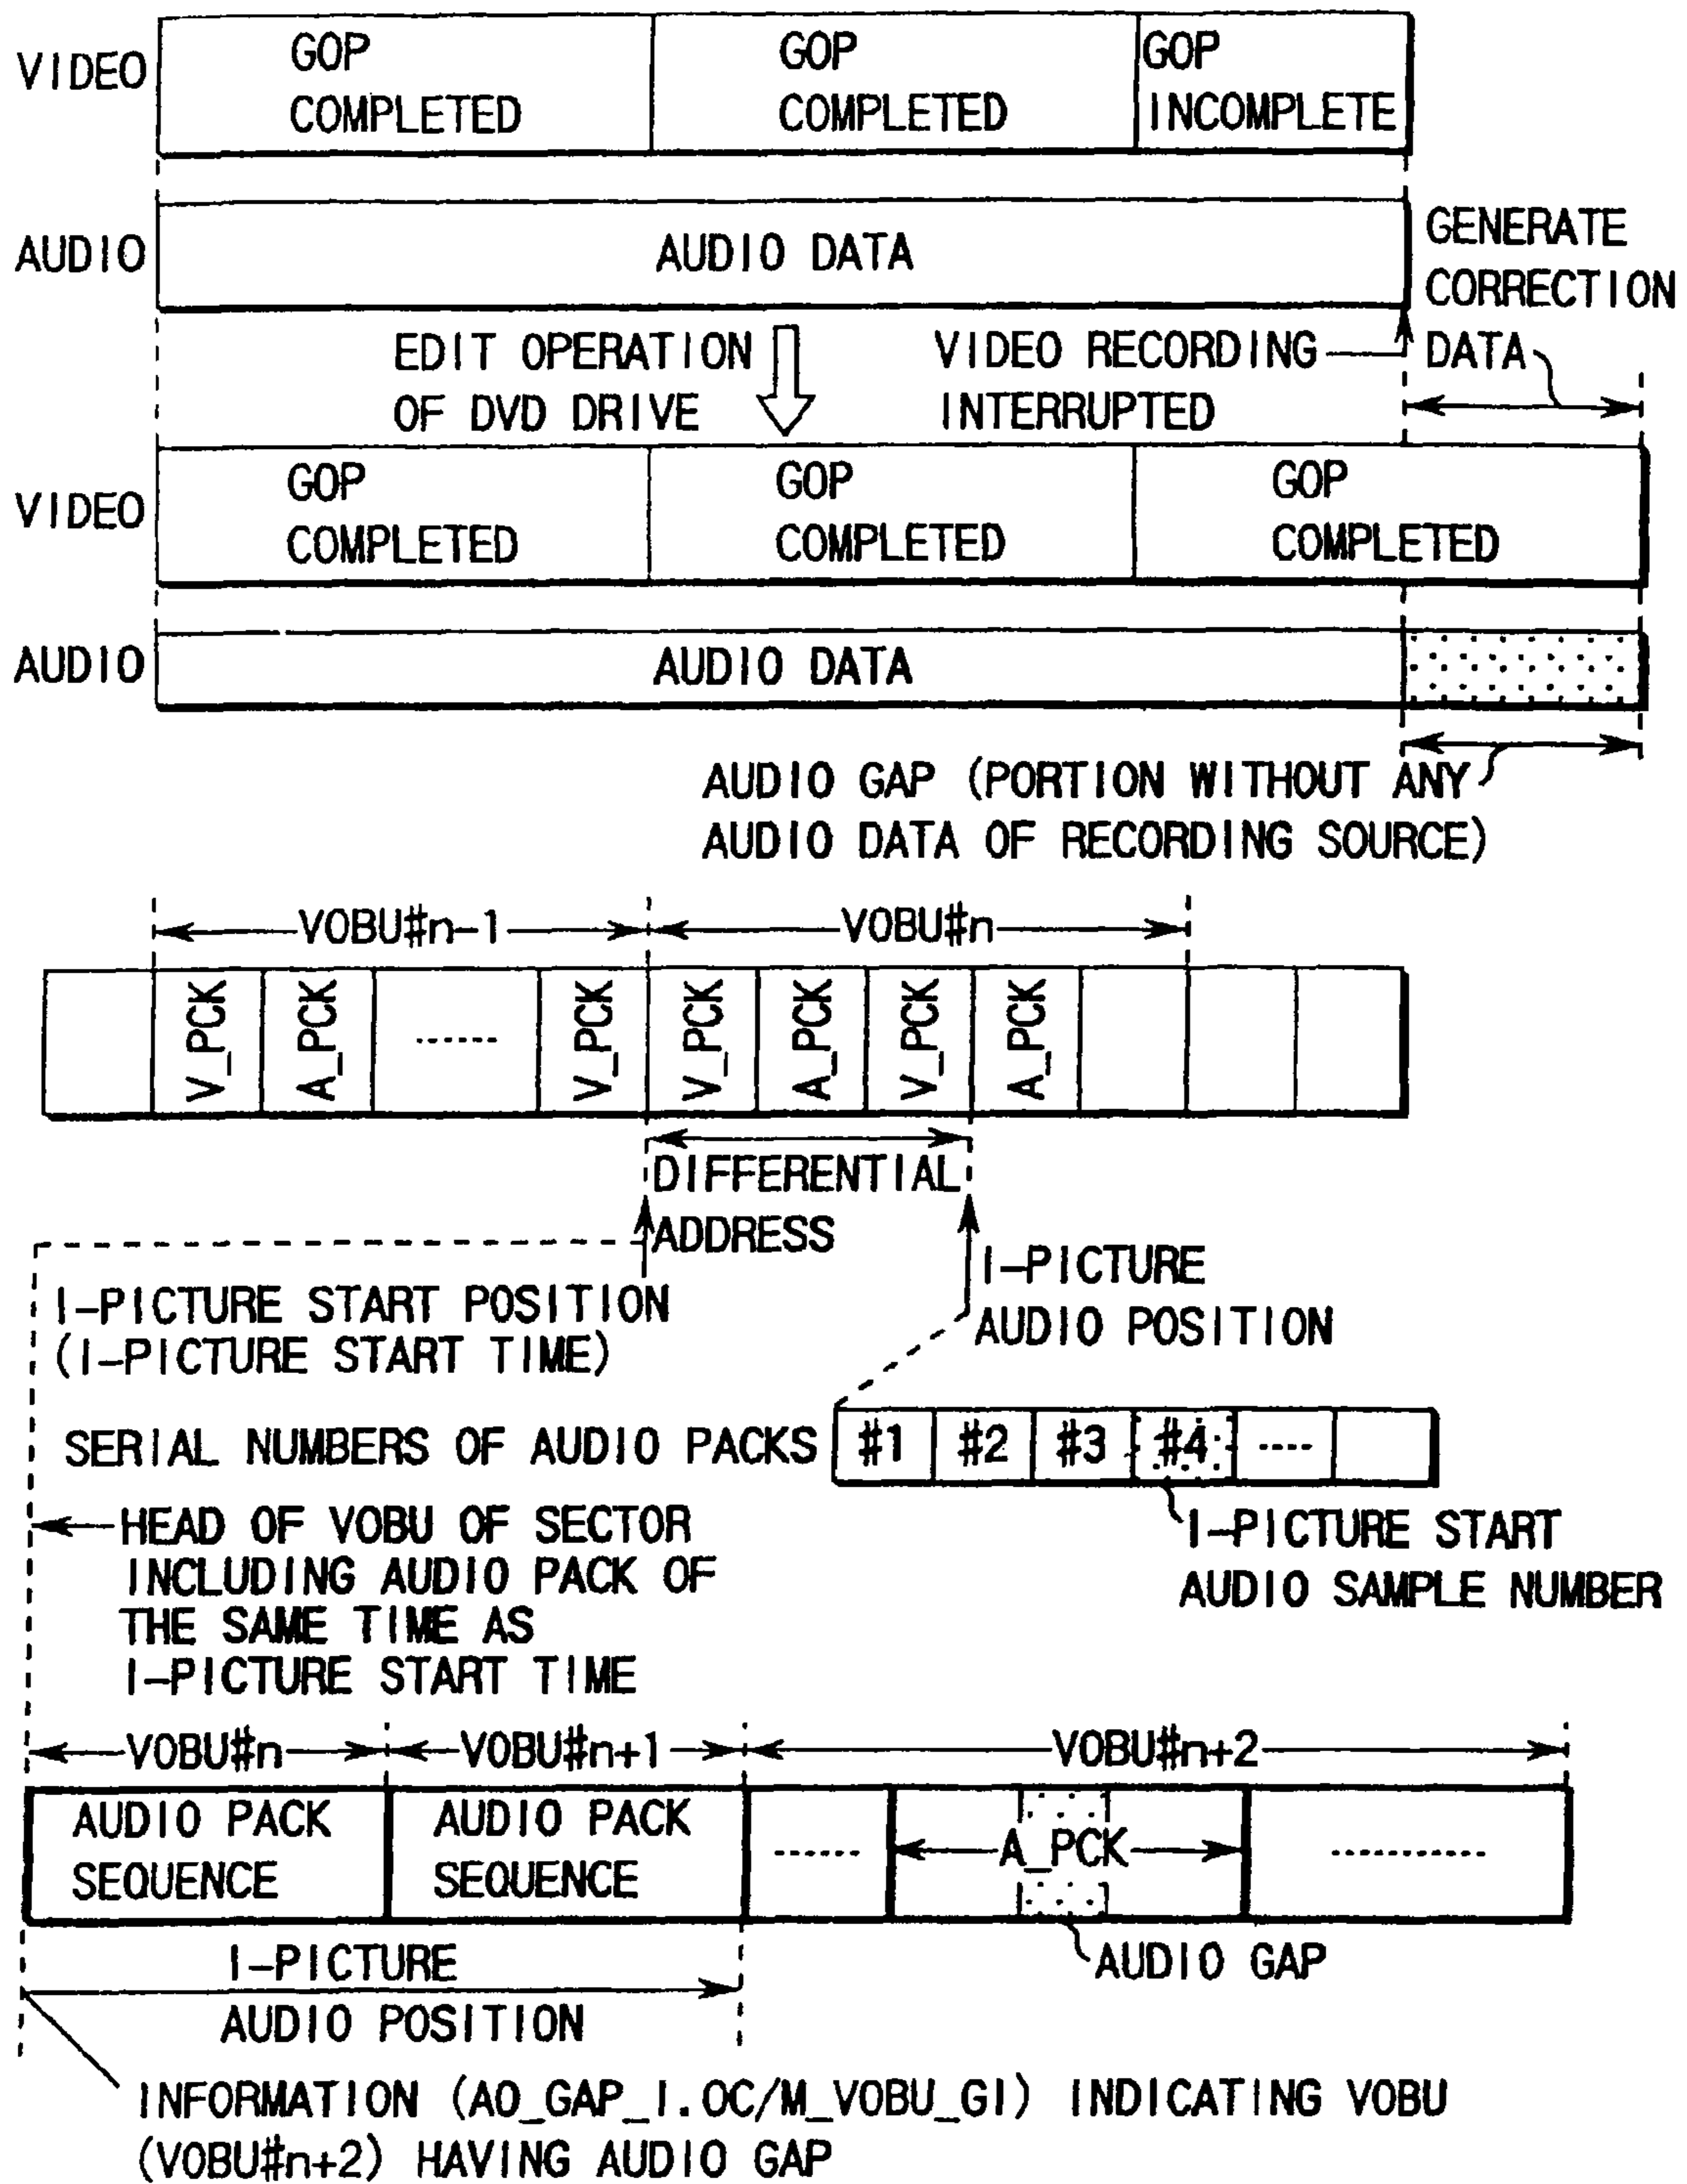 VIDEO
GOP
COMPLETED
GOP
COMPLETED
GOP
INCOMPLETE
AUDIO
AUDIO DATA
GENERATE
CORRECTION
DATA
EDIT OPERATION
OF DVD DRIVE
VIDEO RECORDING
INTERRUPTED
VIDEO
GOP
COMPLETED
GOP
COMPLETED
GOP
COMPLETED
AUDIO
AUDIO DATA
AUDIO GAP (PORTION WITHOUT ANY
AUDIO DATA OF RECORDING SOURCE)
VOBU#n-1
VOBU#n
V_PCK
A_PCK
......
V_PCK
V_PCK
A_PCK
V_PCK
A_PCK
DIFFERENTIAL
ADDRESS
I-PICTURE START POSITION
(I-PICTURE START TIME)
I-PICTURE
AUDIO POSITION
SERIAL NUMBERS OF AUDIO PACKS
#1
#2
#3
#4
....
I-PICTURE START
AUDIO SAMPLE NUMBER
HEAD OF VOBU OF SECTOR
INCLUDING AUDIO PACK OF
THE SAME TIME AS
I-PICTURE START TIME
VOBU#n
VOBU#n+1
VOBU#n+2
AUDIO PACK
SEQUENCE
AUDIO PACK
SEQUENCE
......
A_PCK
...........
AUDIO GAP
I-PICTURE
AUDIO POSITION
INFORMATION (A0_GAP_I.OC/M_VOBU_GI) INDICATING VOBU
(VOBU#n+2) HAVING AUDIO GAP